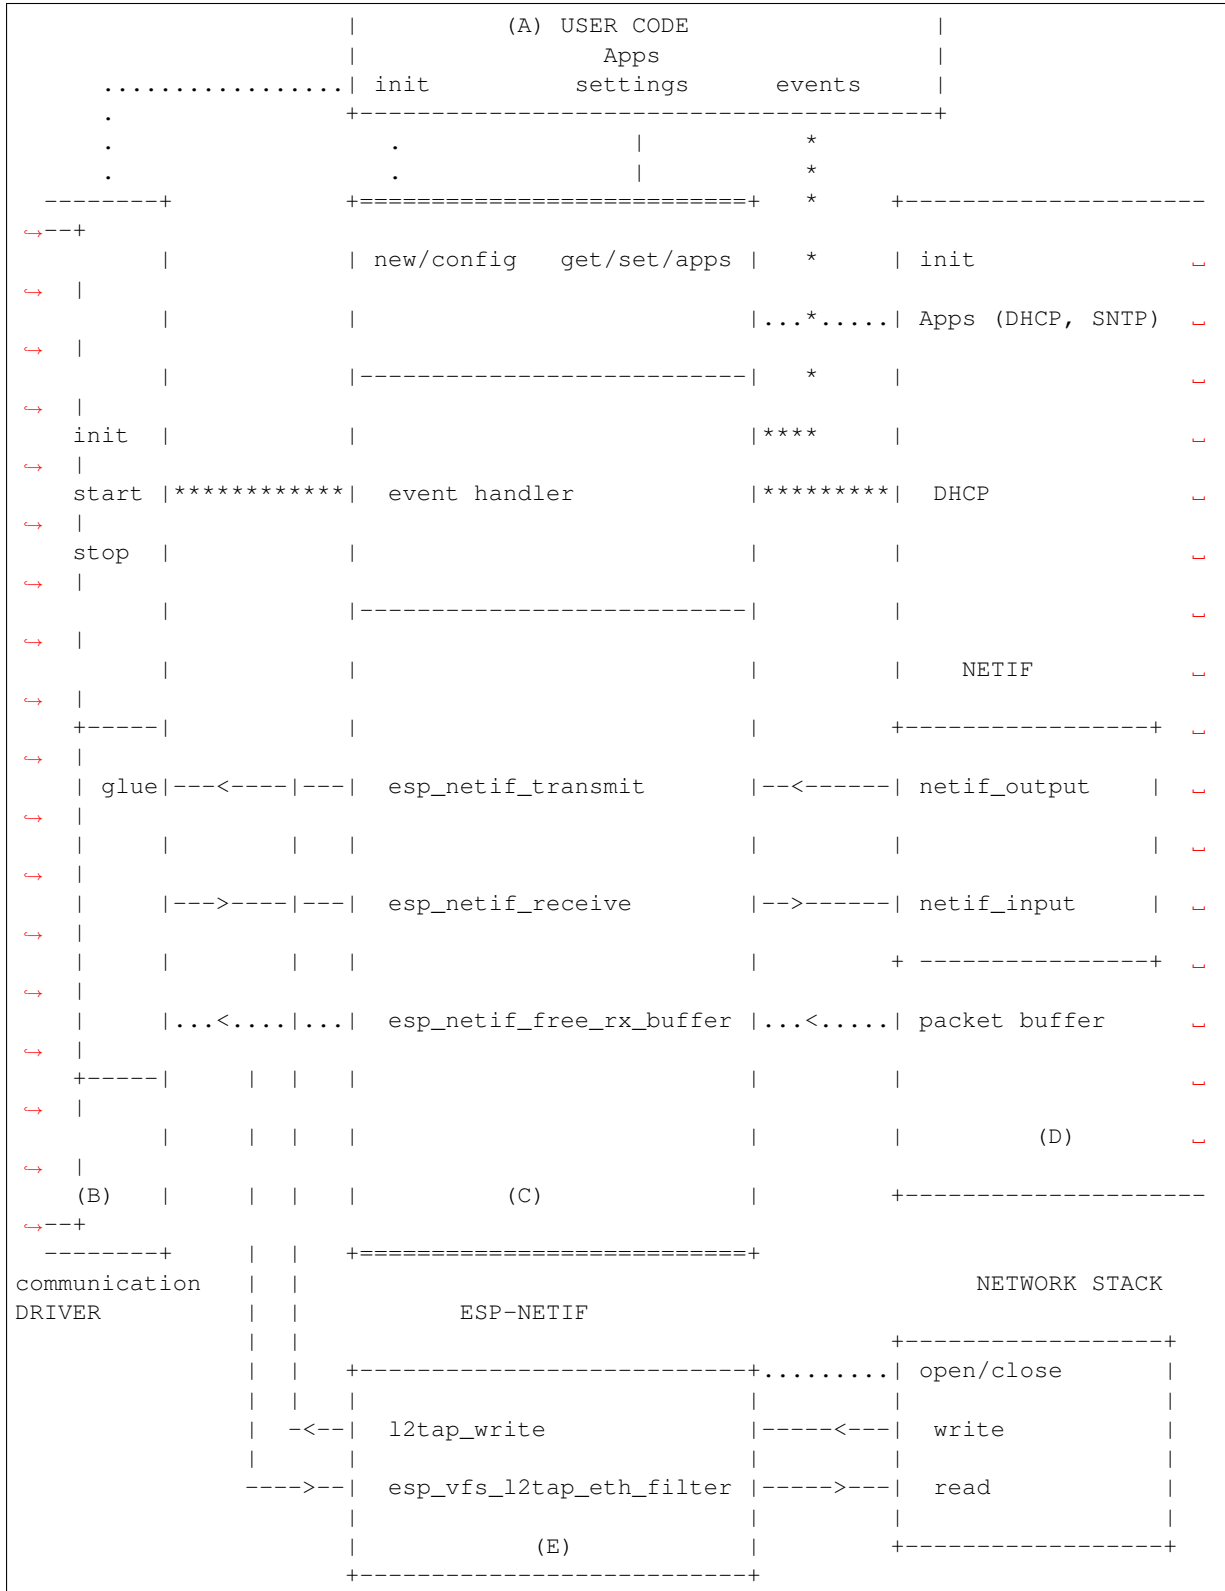 (A) USER CODE
Apps
init settings events
new/config get/set/apps init
Apps (DHCP, SNTP)
init
start event handler DHCP
stop
NETIF
glue esp_netif_transmit netif_output
esp_netif_receive netif_input
esp_netif_free_rx_buffer packet buffer
(D)
(B) (C)
communication NETWORK STACK
DRIVER ESP-NETIF
open/close
l2tap_write write
esp_vfs_l2tap_eth_filter read
(E)